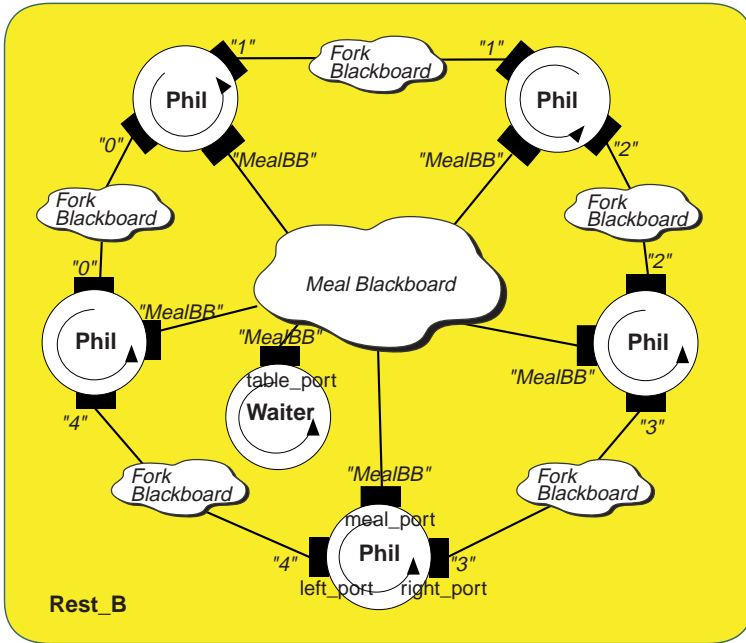 "1"
Fork
Blackboard
"1"
Phil
Phil
"0"
"MealBB"
"MealBB"
"2"
Fork
Blackboard
Fork
Blackboard
Meal Blackboard
"0"
"2"
"MealBB"
Phil
"MealBB"
Phil
table_port
"MealBB"
Waiter
"4"
"3"
Fork
Blackboard
"MealBB"
Fork
Blackboard
meal_port
Phil
"4"
"3"
left_port
right_port
Rest_B